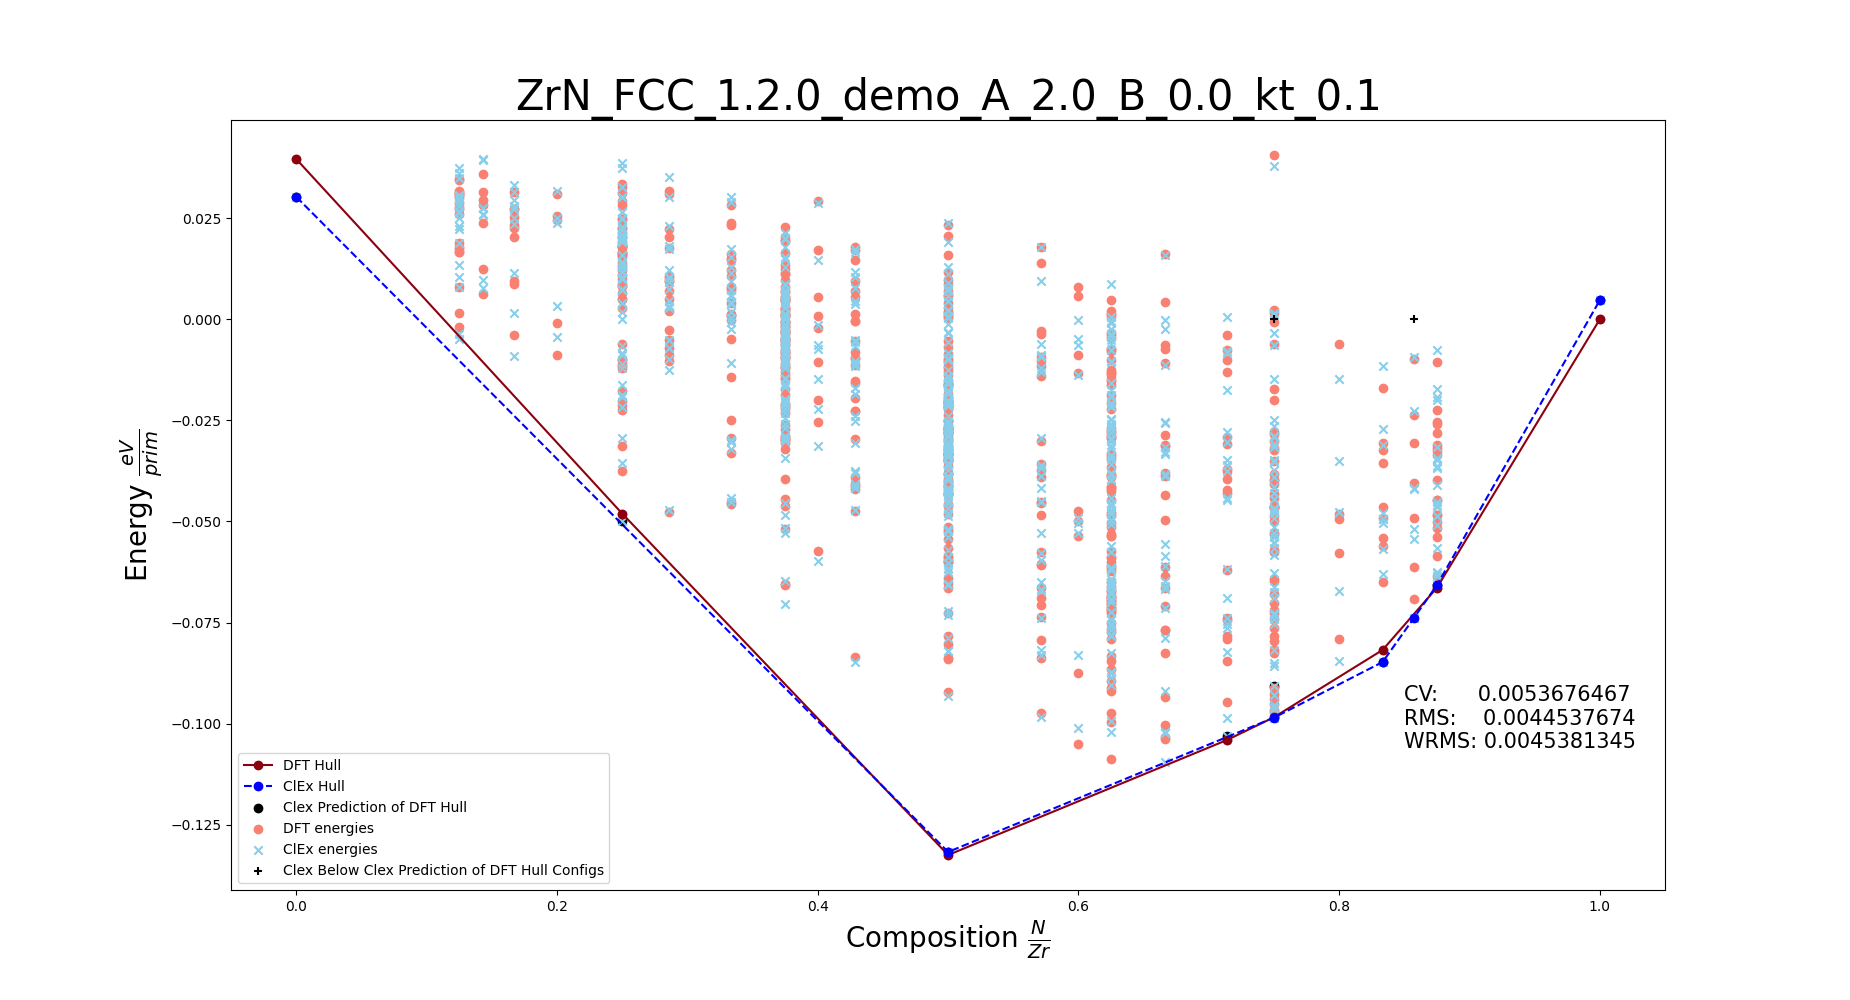 ZrN_FCC_1.2.0_demo_A_2.0_B_0.0_kt_0.1
Energy eV/prim
0.025
0.000
−0.025
−0.050
−0.075
−0.100
−0.125
CV: 0.0053676467
RMS: 0.0044537674
WRMS: 0.0045381345
DFT Hull
ClEx Hull
Clex Prediction of DFT Hull
DFT energies
ClEx energies
Clex Below Clex Prediction of DFT Hull Configs
0.0 0.2 0.4 0.6 0.8 1.0
Composition N/Zr